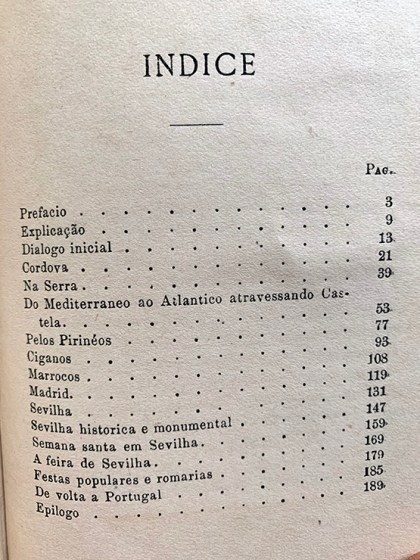 INDICE
PAG.
Prefacio . . . . . . . . . . . . 3
Explicação . . . . . . . . . . . 9
Dialogo inicial . . . . . . . . . 13
Cordova . . . . . . . . . . . . 21
Na Serra . . . . . . . . . . . . 39
Do Mediterraneo ao Atlantico atravessando Cas-
tela. . . . . . . . . . . . 53
Pelos Pirinéos . . . . . . . . . 77
Ciganos . . . . . . . . . . . . 93
Marrocos . . . . . . . . . . . . 108
Madrid. . . . . . . . . . . . . 119
Sevilha . . . . . . . . . . . . 131
Sevilha historica e monumental . . . . . 147
Semana santa em Sevilha. . . . . . . 159
A feira de Sevilha. . . . . . . . . 169
Festas populares e romarias . . . . . . 179
De volta a Portugal . . . . . . . . 185
Epilogo . . . . . . . . . . . . 189